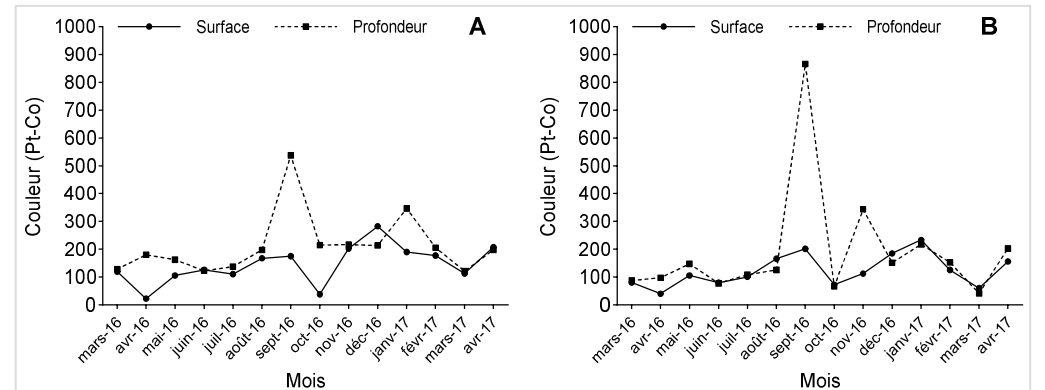 Surface Profondeur A
Couleur (Pt-Co)
1000
900
800
700
600
500
400
300
200
100
0
mars-16 avr-16 mai-16 juin-16 juil-16 août-16 sept-16 oct-16 nov-16 déc-16 janv-17 févr-17 mars-17 avr-17
Mois
Surface Profondeur B
Couleur (Pt-Co)
1000
900
800
700
600
500
400
300
200
100
0
mars-16 avr-16 mai-16 juin-16 juil-16 août-16 sept-16 oct-16 nov-16 déc-16 janv-17 févr-17 mars-17 avr-17
Mois